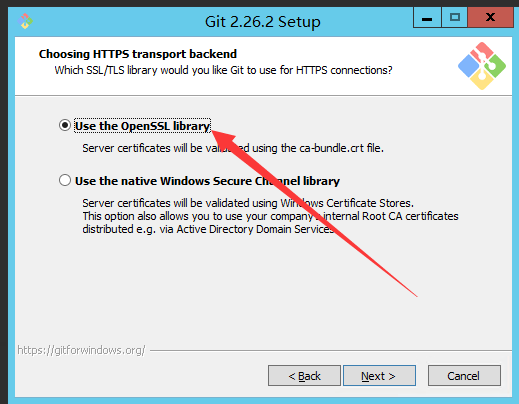 Git 2.26.2 Setup
Choosing HTTPS transport backend
Which SSL/TLS library would you like Git to use for HTTPS connections?
Use the OpenSSL library
Server certificates will be validated using the ca-bundle.crt file.
Use the native Windows Secure Channel library
Server certificates will be validated using Windows Certificate Stores.
This option also allows you to use your company's internal Root CA certificates
distributed e.g. via Active Directory Domain Services.
https://gitforwindows.org/
< Back Next > Cancel